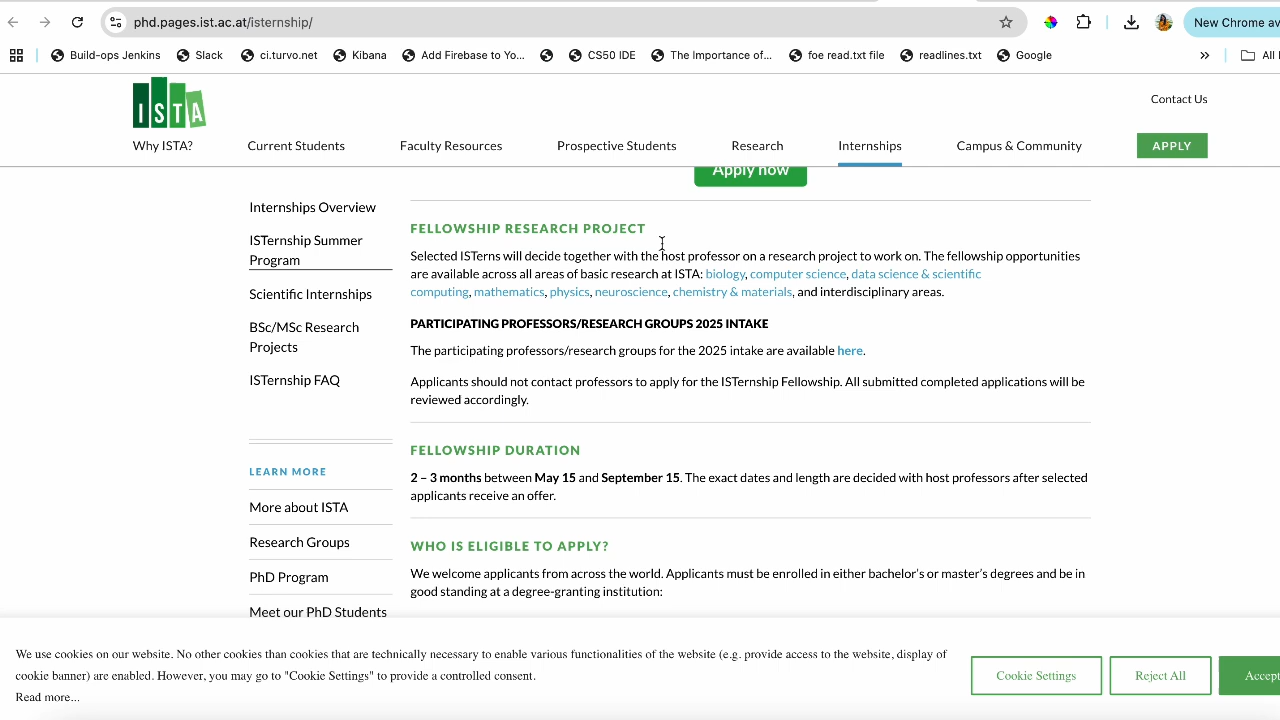 phd.pages.ist.ac.at/isternship/
New Chrome av
Build-ops Jenkins
Slack
ci.turvo.net
Kibana
Add Firebase to Yo...
CS50 IDE
The Importance of...
foe read.txt file
readlines.txt
Google
»
All
ISTA
Contact Us
Why ISTA?
Current Students
Faculty Resources
Prospective Students
Research
Internships
Campus & Community
APPLY
Apply now
Internships Overview
ISTernship Summer
Program
Scientific Internships
BSc/MSc Research
Projects
ISTernship FAQ
LEARN MORE
More about ISTA
Research Groups
PhD Program
Meet our PhD Students
FELLOWSHIP RESEARCH PROJECT
Selected ISTerns will decide together with the host professor on a research project to work on. The fellowship opportunities
are available across all areas of basic research at ISTA: biology, computer science, data science & scientific
computing, mathematics, physics, neuroscience, chemistry & materials, and interdisciplinary areas.
PARTICIPATING PROFESSORS/RESEARCH GROUPS 2025 INTAKE
The participating professors/research groups for the 2025 intake are available here.
Applicants should not contact professors to apply for the ISTernship Fellowship. All submitted completed applications will be
reviewed accordingly.
FELLOWSHIP DURATION
2 – 3 months between May 15 and September 15. The exact dates and length are decided with host professors after selected
applicants receive an offer.
WHO IS ELIGIBLE TO APPLY?
We welcome applicants from across the world. Applicants must be enrolled in either bachelor's or master's degrees and be in
good standing at a degree-granting institution:
We use cookies on our website. No other cookies than cookies that are technically necessary to enable various functionalities of the website (e.g. provide access to the website, display of
cookie banner) are enabled. However, you may go to "Cookie Settings" to provide a controlled consent.
Read more...
Cookie Settings
Reject All
Accept